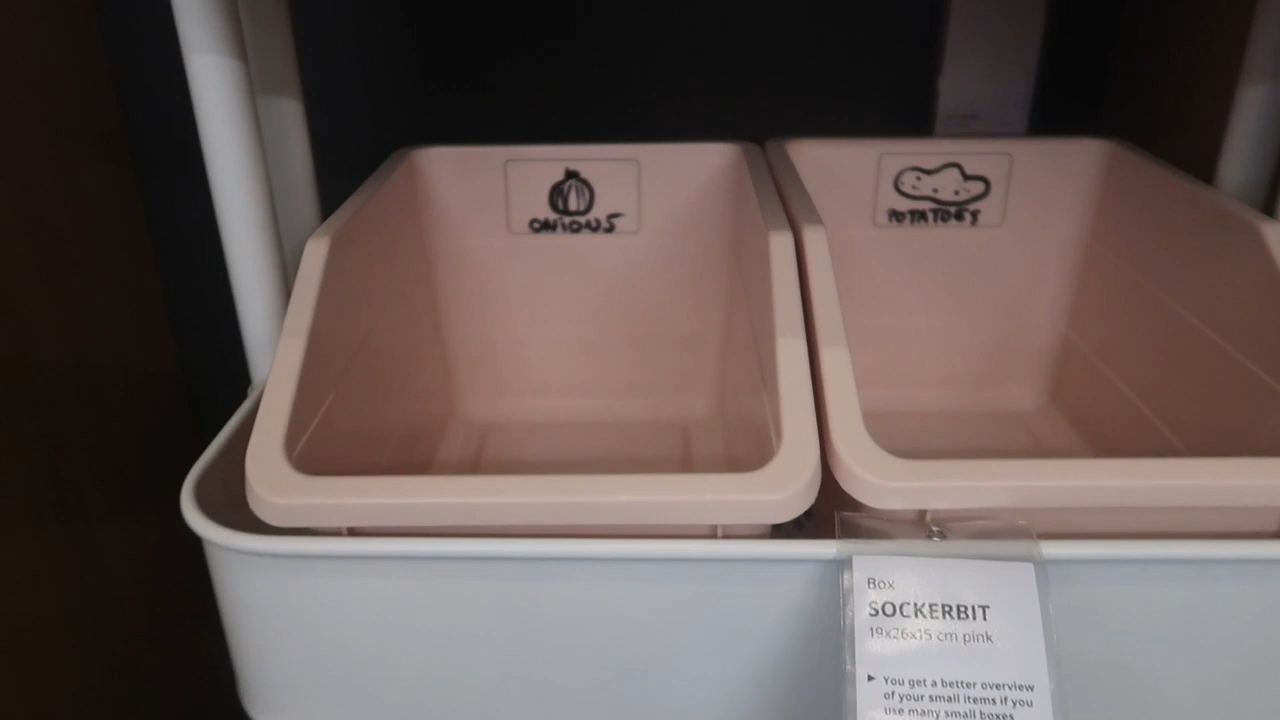 ONIONS
POTATOES
Box
SOCKERBIT
19x26x15 cm pink
► You get a better overview
of your small items if you
use many small boxes